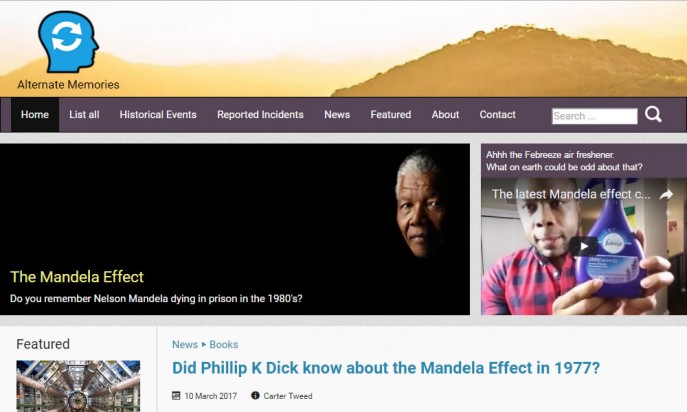 Alternate Memories
Home List all Historical Events Reported Incidents News Featured About Contact Search ...
Ahhh the Febreeze air freshener.
What on earth could be odd about that?
The latest Mandela effect c...
The Mandela Effect
Do you remember Nelson Mandela dying in prison in the 1980's?
Featured
News Books
Did Phillip K Dick know about the Mandela Effect in 1977?
10 March 2017 Carter Tweed